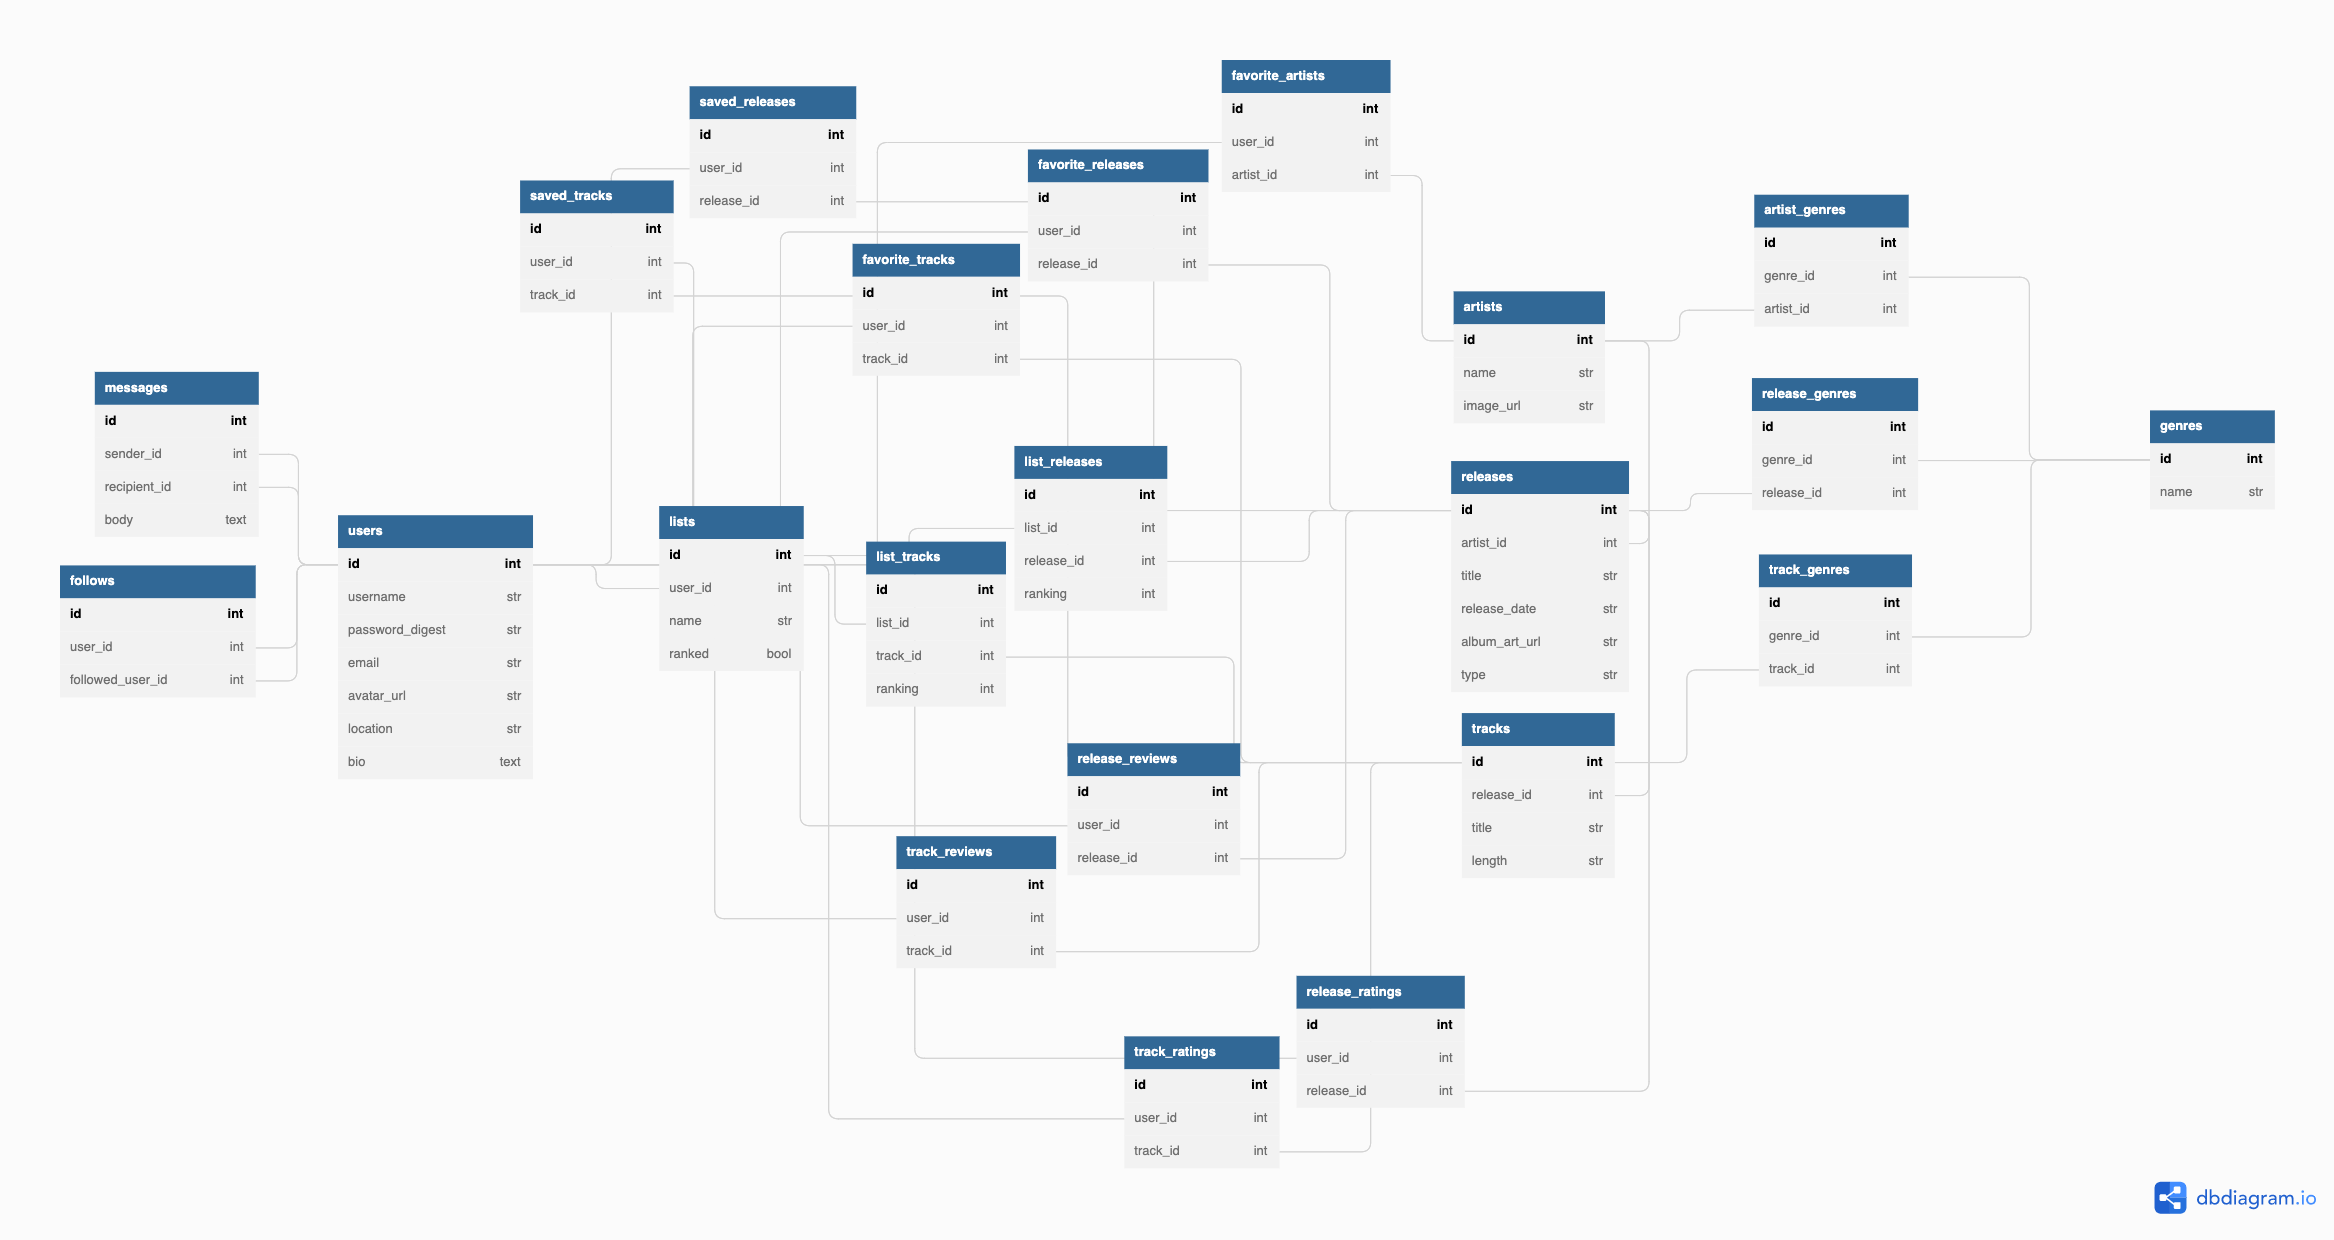 favorite_artists
id int
user_id int
artist_id int
saved_releases
id int
user_id int
release_id int
favorite_releases
id int
user_id int
release_id int
saved_tracks
id int
user_id int
track_id int
artist_genres
id int
genre_id int
artist_id int
favorite_tracks
id int
user_id int
track_id int
artists
id int
name str
image_url str
messages
id int
sender_id int
recipient_id int
body text
release_genres
id int
genre_id int
release_id int
genres
id int
name str
list_releases
id int
list_id int
release_id int
ranking int
releases
id int
artist_id int
title str
release_date str
album_art_url str
type str
users
id int
username str
password_digest str
email str
avatar_url str
location str
bio text
lists
id int
user_id int
name str
ranked bool
list_tracks
id int
list_id int
track_id int
ranking int
track_genres
id int
genre_id int
track_id int
follows
id int
user_id int
followed_user_id int
tracks
id int
release_id int
title str
length str
release_reviews
id int
user_id int
release_id int
track_reviews
id int
user_id int
track_id int
release_ratings
id int
user_id int
release_id int
track_ratings
id int
user_id int
track_id int
dbdiagram.io